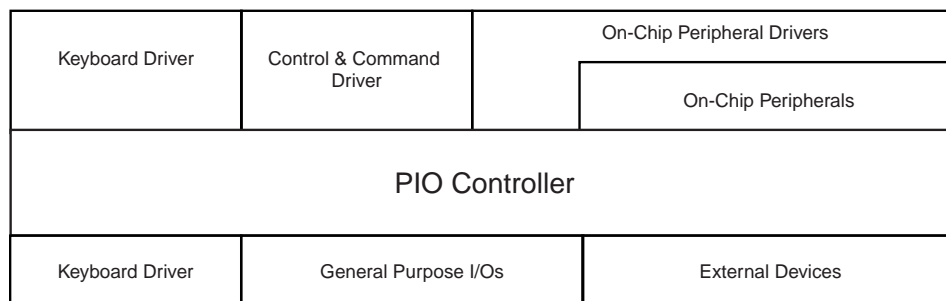 Keyboard Driver
Control & Command
Driver
On-Chip Peripheral Drivers
On-Chip Peripherals
PIO Controller
Keyboard Driver
General Purpose I/Os
External Devices